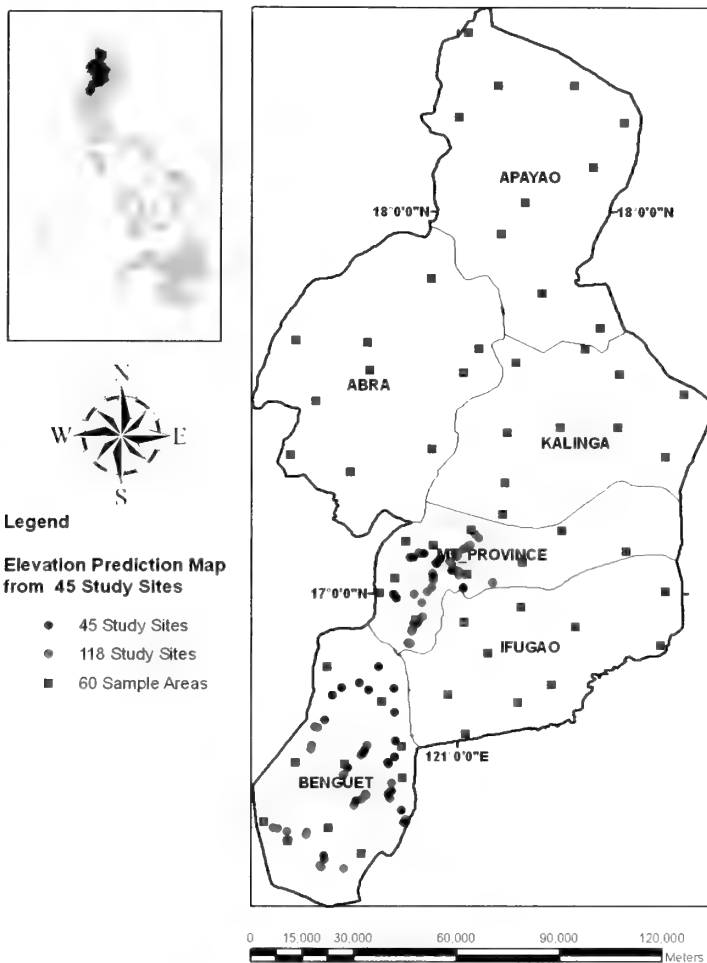 APAYAO
18°0'0"N
18°0'0"N
ABRA
N
W
E
S
KALINGA
Legend
Elevation Prediction Map
from 45 Study Sites
45 Study Sites
118 Study Sites
60 Sample Areas
MT_PROVINCE
17°0'0"N
IFUGAO
121°0'0"E
BENGUET
0 15,000 30,000 60,000 90,000 120,000
Meters